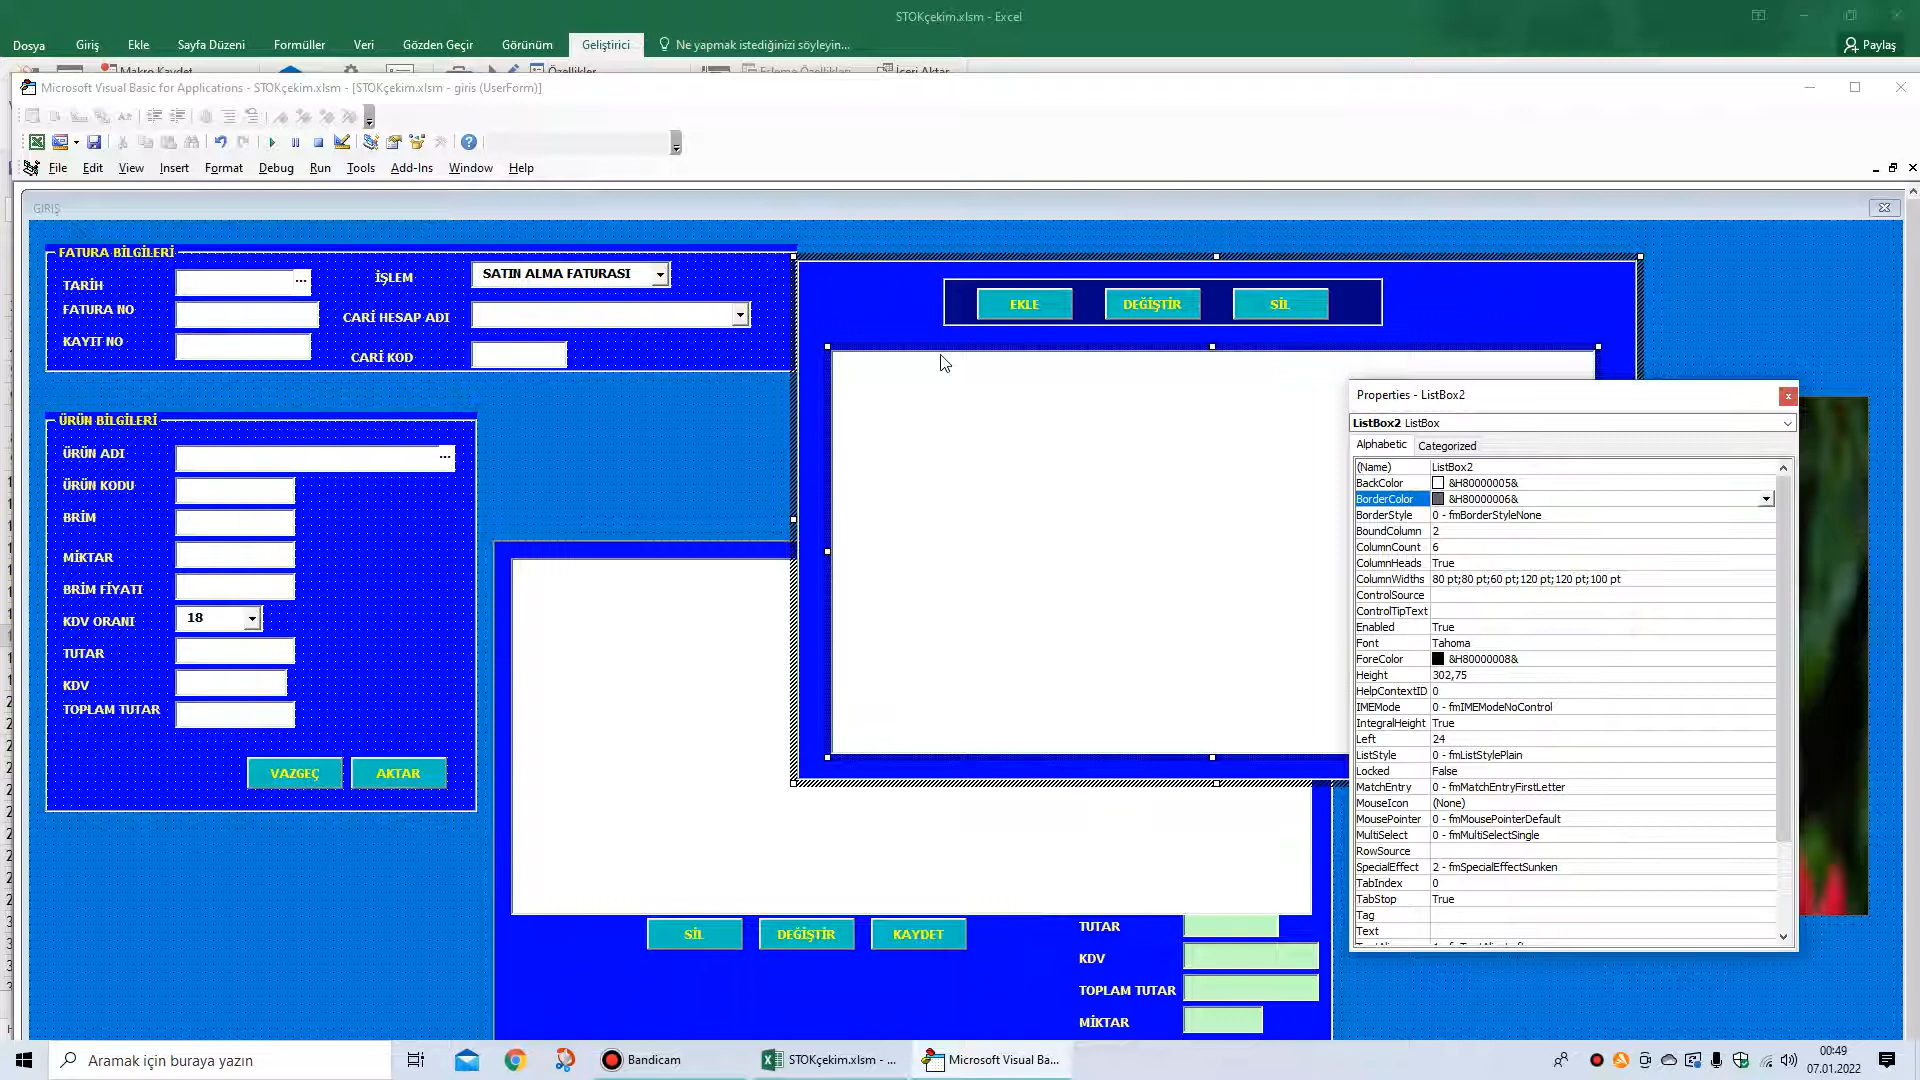 STOKçekim.xlsm - Excel
Dosya Giriş Ekle Sayfa Düzeni Formüller Veri Gözden Geçir Görünüm Geliştirici Ne yapmak istediğinizi söyleyin... Paylaş
Makro Kaydet Özellikler Eşleme Özellikleri İçeri Aktar
Microsoft Visual Basic for Applications - STOKçekim.xlsm - [STOKçekim.xlsm - giris (UserForm)]
File Edit View Insert Format Debug Run Tools Add-Ins Window Help
GİRİŞ
FATURA BİLGİLERİ
TARİH ... İŞLEM SATIN ALMA FATURASI
FATURA NO CARİ HESAP ADI
KAYIT NO CARİ KOD
EKLE DEĞİŞTİR SİL
ÜRÜN BİLGİLERİ
ÜRÜN ADI ...
ÜRÜN KODU
BRİM
MİKTAR
BRİM FİYATI
KDV ORANI 18
TUTAR
KDV
TOPLAM TUTAR
VAZGEÇ AKTAR
SİL DEĞİŞTİR KAYDET
TUTAR
KDV
TOPLAM TUTAR
MİKTAR
Properties - ListBox2
ListBox2 ListBox
Alphabetic Categorized
(Name) ListBox2
BackColor &H80000005&
BorderColor &H80000006&
BorderStyle 0 - fmBorderStyleNone
BoundColumn 2
ColumnCount 6
ColumnHeads True
ColumnWidths 80 pt;80 pt;60 pt;120 pt;120 pt;100 pt
ControlSource
ControlTipText
Enabled True
Font Tahoma
ForeColor &H80000008&
Height 302,75
HelpContextID 0
IMEMode 0 - fmIMEModeNoControl
IntegralHeight True
Left 24
ListStyle 0 - fmListStylePlain
Locked False
MatchEntry 0 - fmMatchEntryFirstLetter
MouseIcon (None)
MousePointer 0 - fmMousePointerDefault
MultiSelect 0 - fmMultiSelectSingle
RowSource
SpecialEffect 2 - fmSpecialEffectSunken
TabIndex 0
TabStop True
Tag
Text
Aramak için buraya yazın Bandicam STOKçekim.xlsm - ... Microsoft Visual Ba... 00:49
07.01.2022